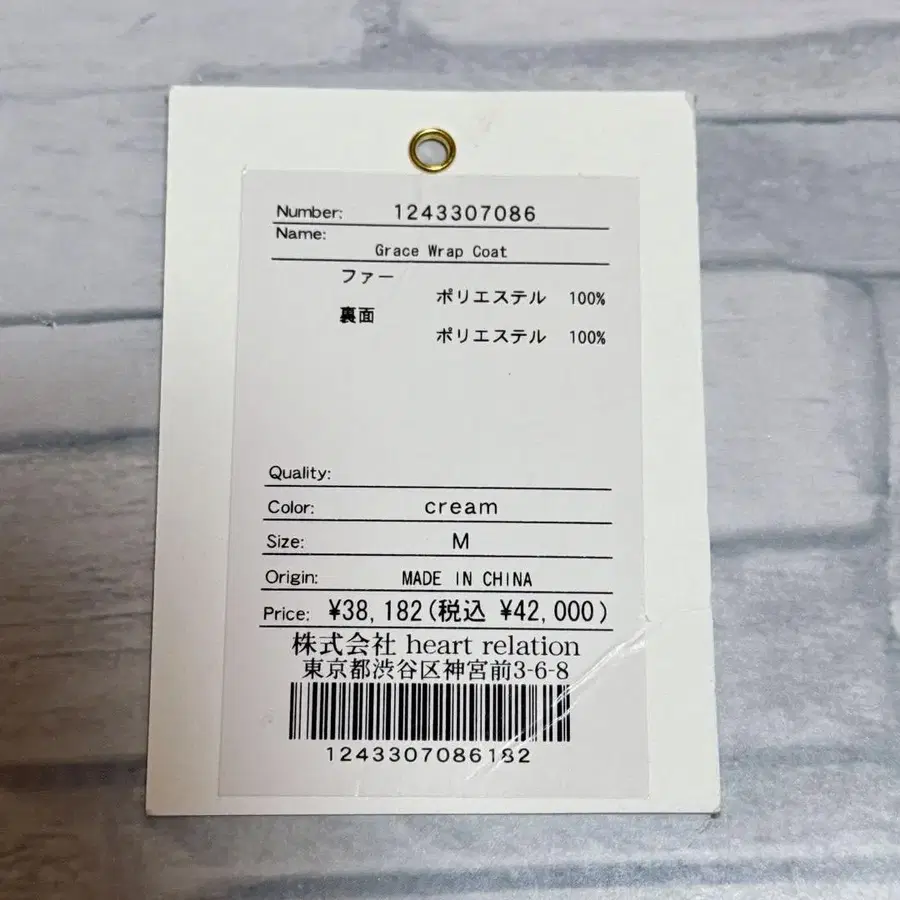 Number: 1243307086
Name:
Grace Wrap Coat
ファー
ポリエステル 100%
裏面
ポリエステル 100%
Quality:
Color: cream
Size: M
Origin: MADE IN CHINA
Price: ¥38,182(税込 ¥42,000)
株式会社 heart relation
東京都渋谷区神宮前3-6-8
1243307086182